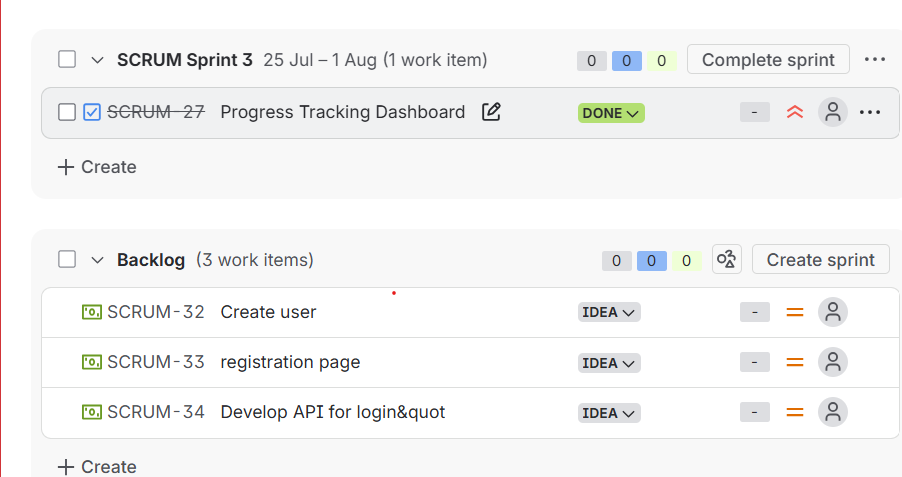 SCRUM Sprint 3 25 Jul – 1 Aug (1 work item) 0 0 0 Complete sprint
SCRUM-27 Progress Tracking Dashboard DONE -
Create
Backlog (3 work items) 0 0 0 Create sprint
SCRUM-32 Create user IDEA -
SCRUM-33 registration page IDEA -
SCRUM-34 Develop API for login&quot IDEA -
Create